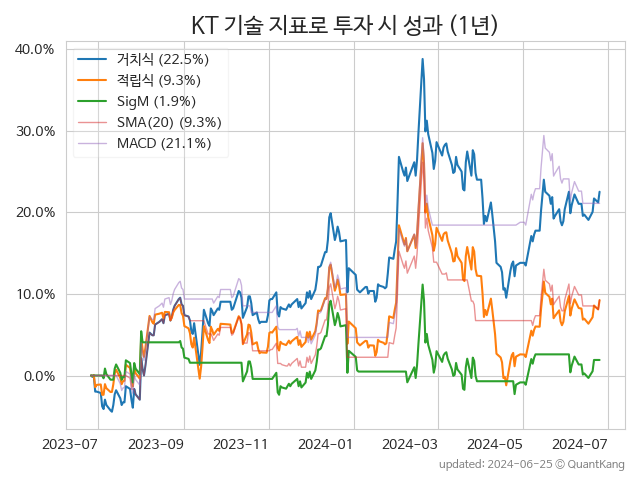 KT 기술 지표로 투자 시 성과 (1년)
40.0%
30.0%
20.0%
10.0%
0.0%
거치식 (22.5%)
적립식 (9.3%)
SigM (1.9%)
SMA(20) (9.3%)
MACD (21.1%)
2023-07 2023-09 2023-11 2024-01 2024-03 2024-05 2024-07
updated: 2024-06-25 ⓒ QuantKang